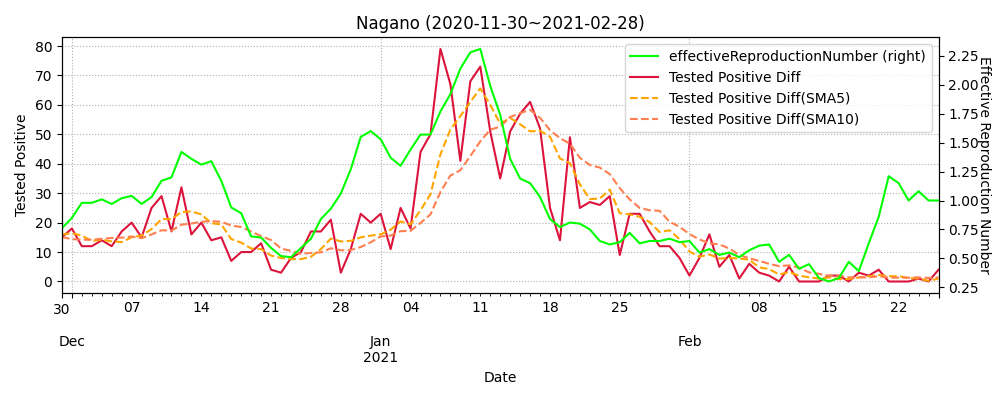 Nagano (2020-11-30~2021-02-28)
effectiveReproductionNumber (right)
Tested Positive Diff
Tested Positive Diff(SMA5)
Tested Positive Diff(SMA10)
Tested Positive
80
70
60
50
40
30
20
10
0
2.25
2.00
1.75
1.50
1.25
1.00
0.75
0.50
0.25
Effective Reproduction Number
30 07 14 21 28 04 11 18 25 08 15 22
Dec Jan Feb
2021
Date